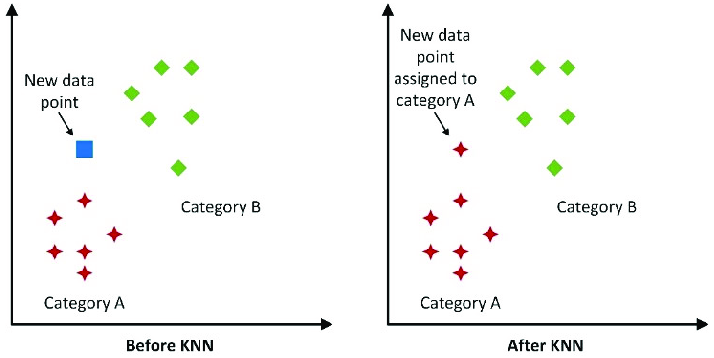 New data
point
Category B
Category A
Before KNN
New data
point
assigned to
category A
Category B
Category A
After KNN